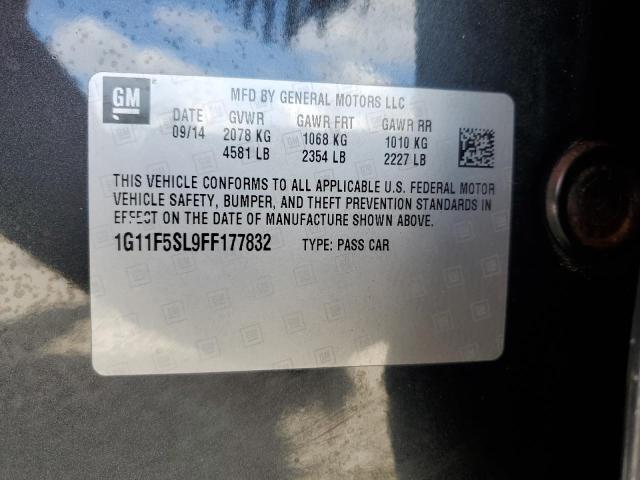 GM
MFD BY GENERAL MOTORS LLC
DATE GVWR GAWR FRT GAWR RR
09/14 2078 KG 1068 KG 1010 KG
4581 LB 2354 LB 2227 LB
THIS VEHICLE CONFORMS TO ALL APPLICABLE U.S. FEDERAL MOTOR
VEHICLE SAFETY, BUMPER, AND THEFT PREVENTION STANDARDS IN
EFFECT ON THE DATE OF MANUFACTURE SHOWN ABOVE.
1G11F5SL9FF177832 TYPE: PASS CAR